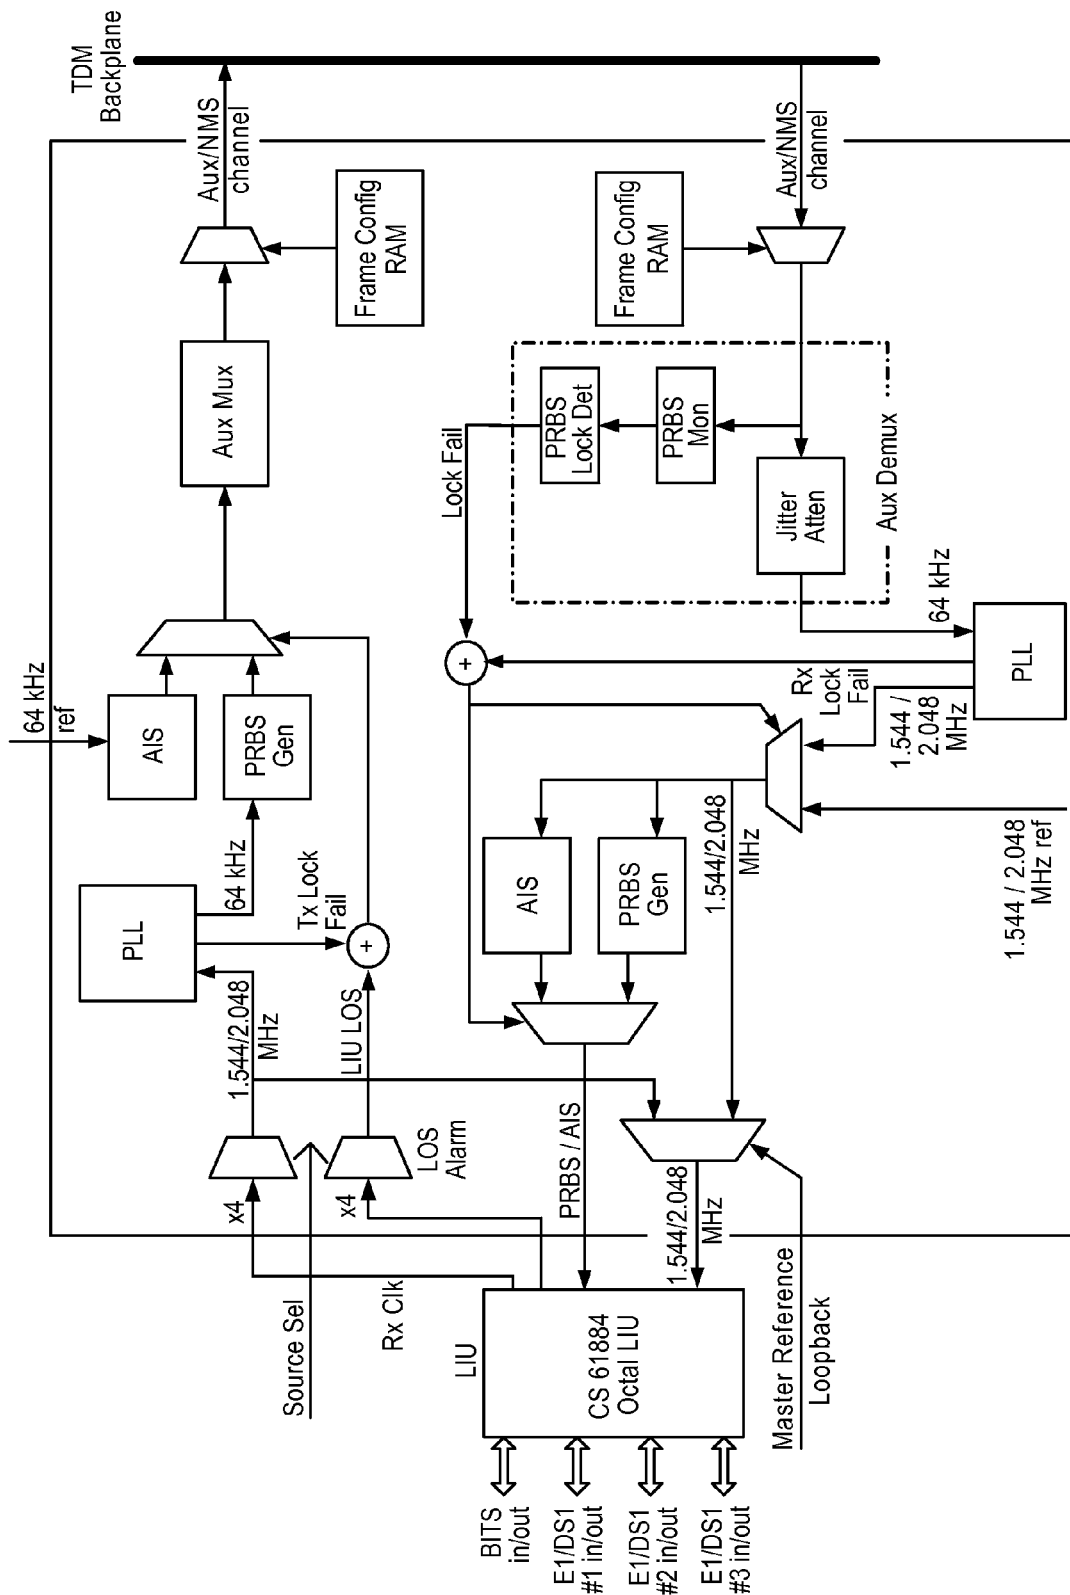 BITS
in/out
E1/DS1
#1 in/out
E1/DS1
#2 in/out
E1/DS1
#3 in/out
LIU
CS 61884
Octal LIU
Source Sel
Rx Clk
Master Reference
Loopback
x4
x4
LOS
Alarm
1.544/2.048
MHz
LIU LOS
PRBS / AIS
1.544/2.048
MHz
PLL
64 kHz
Tx Lock
Fail
64 kHz
ref
AIS
PRBS
Gen
AIS
PRBS
Gen
1.544/2.048
MHz
1.544 / 2.048
MHz ref
+
+
Aux Mux
Frame Config
RAM
Aux/NMS
channel
TDM
Backplane
Lock Fail
PRBS
Lock Det
PRBS
Mon
Jitter
Atten
Aux Demux
64 kHz
PLL
Rx
Lock
Fail
1.544 /
2.048
MHz
Frame Config
RAM
Aux/NMS
channel